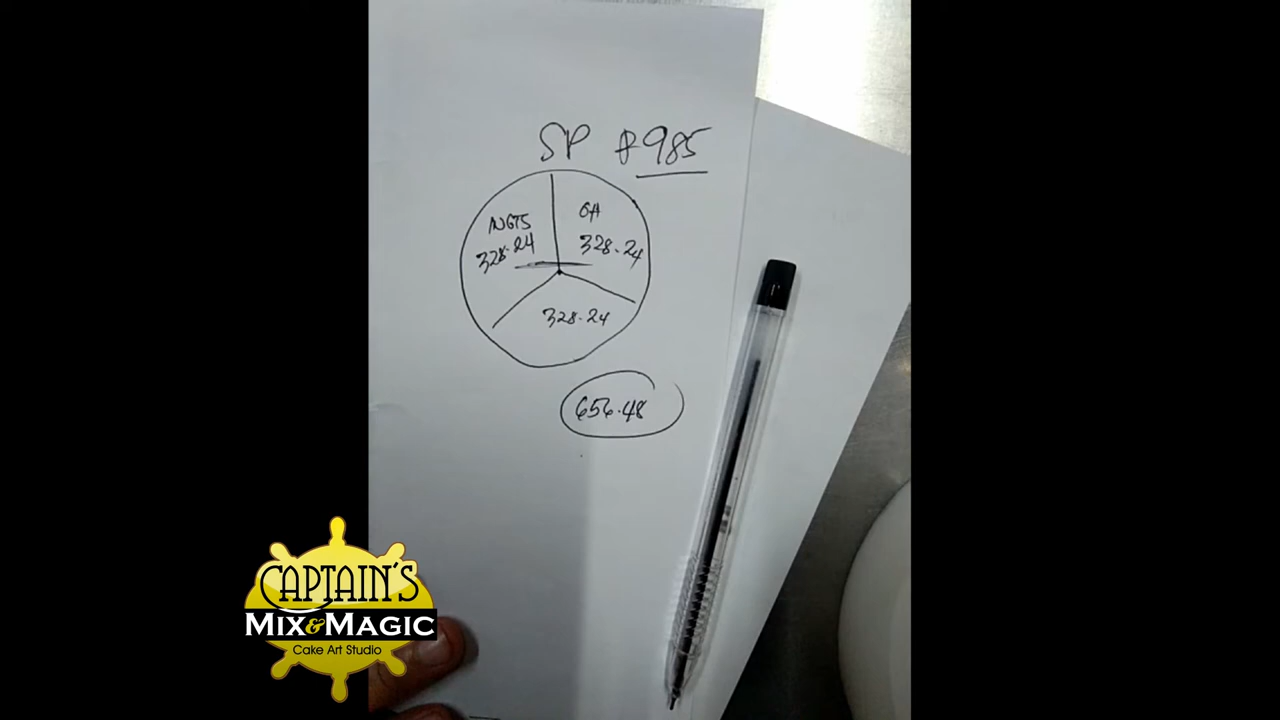 SP ₱985
INGTS
328.24
OH
328.24
328.24
656.48
CAPTAIN'S
MIX & MAGIC
Cake Art Studio